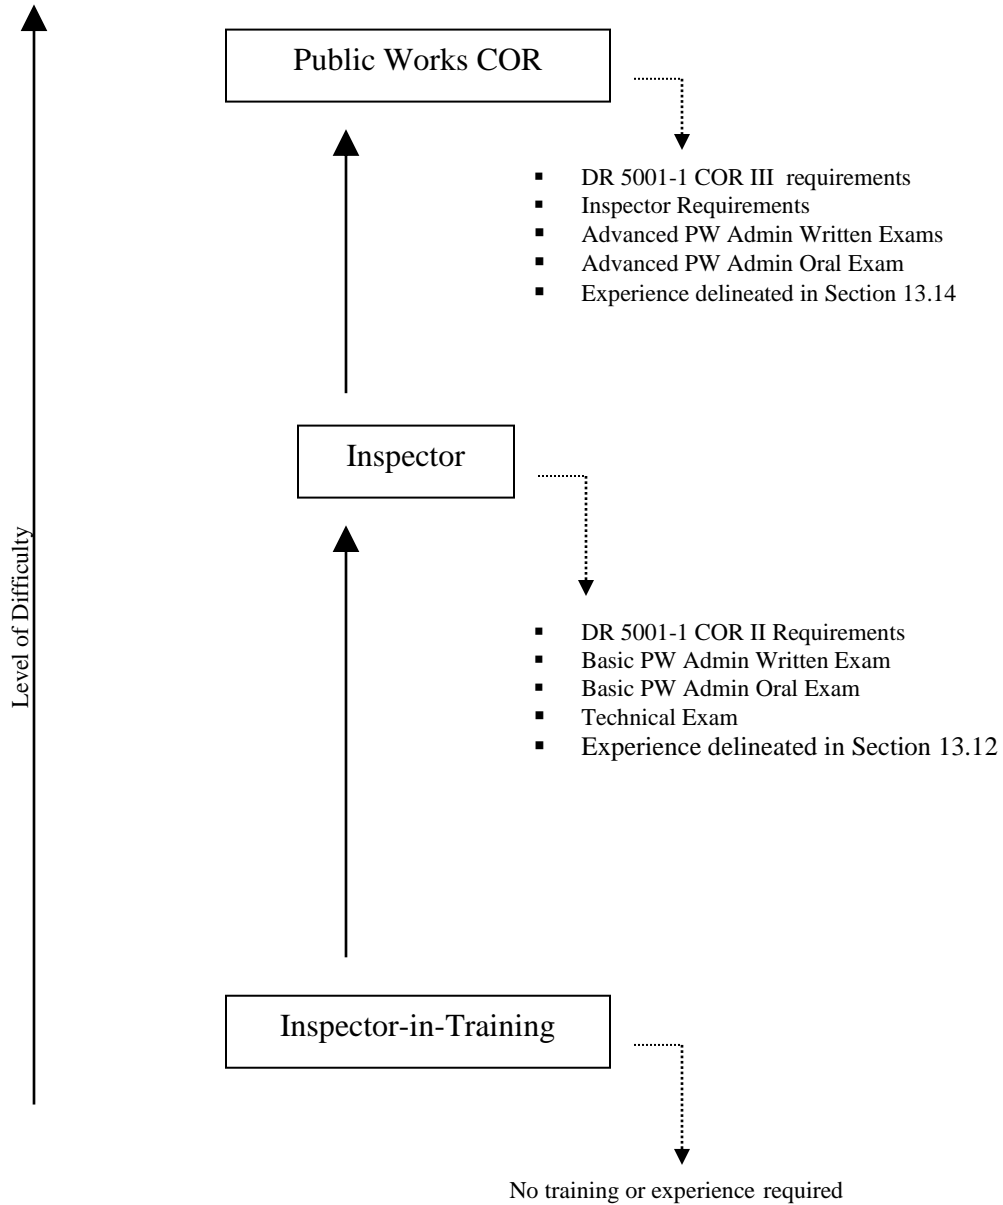 Public Works COR
▪ DR 5001-1 COR III requirements
▪ Inspector Requirements
▪ Advanced PW Admin Written Exams
▪ Advanced PW Admin Oral Exam
▪ Experience delineated in Section 13.14
Inspector
Level of Difficulty
▪ DR 5001-1 COR II Requirements
▪ Basic PW Admin Written Exam
▪ Basic PW Admin Oral Exam
▪ Technical Exam
▪ Experience delineated in Section 13.12
Inspector-in-Training
No training or experience required